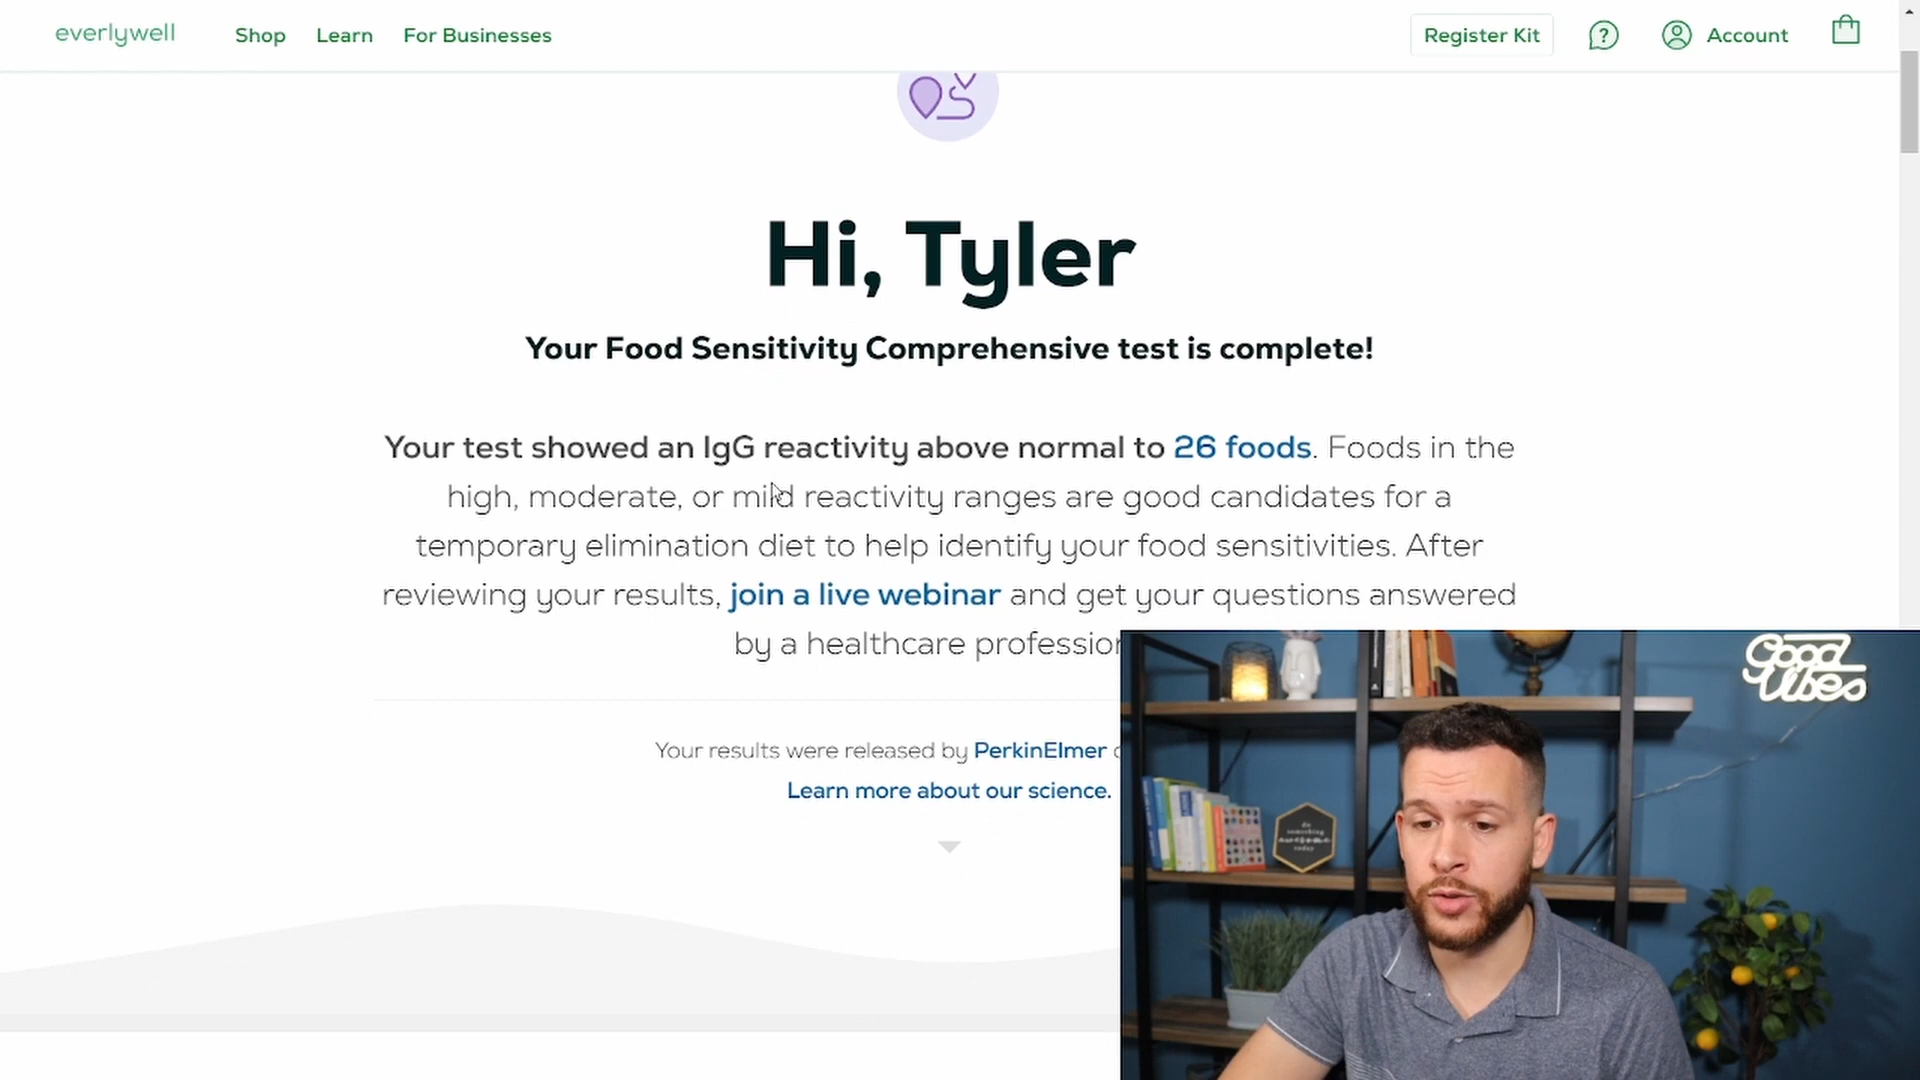 everlywell
Shop
Learn
For Businesses
Register Kit
?
Account
Hi, Tyler
Your Food Sensitivity Comprehensive test is complete!
Your test showed an IgG reactivity above normal to 26 foods. Foods in the
high, moderate, or mild reactivity ranges are good candidates for a
temporary elimination diet to help identify your food sensitivities. After
reviewing your results, join a live webinar and get your questions answered
by a healthcare profession
Your results were released by PerkinElmer
Learn more about our science.
Good
Vibes
do
something
awesome
today